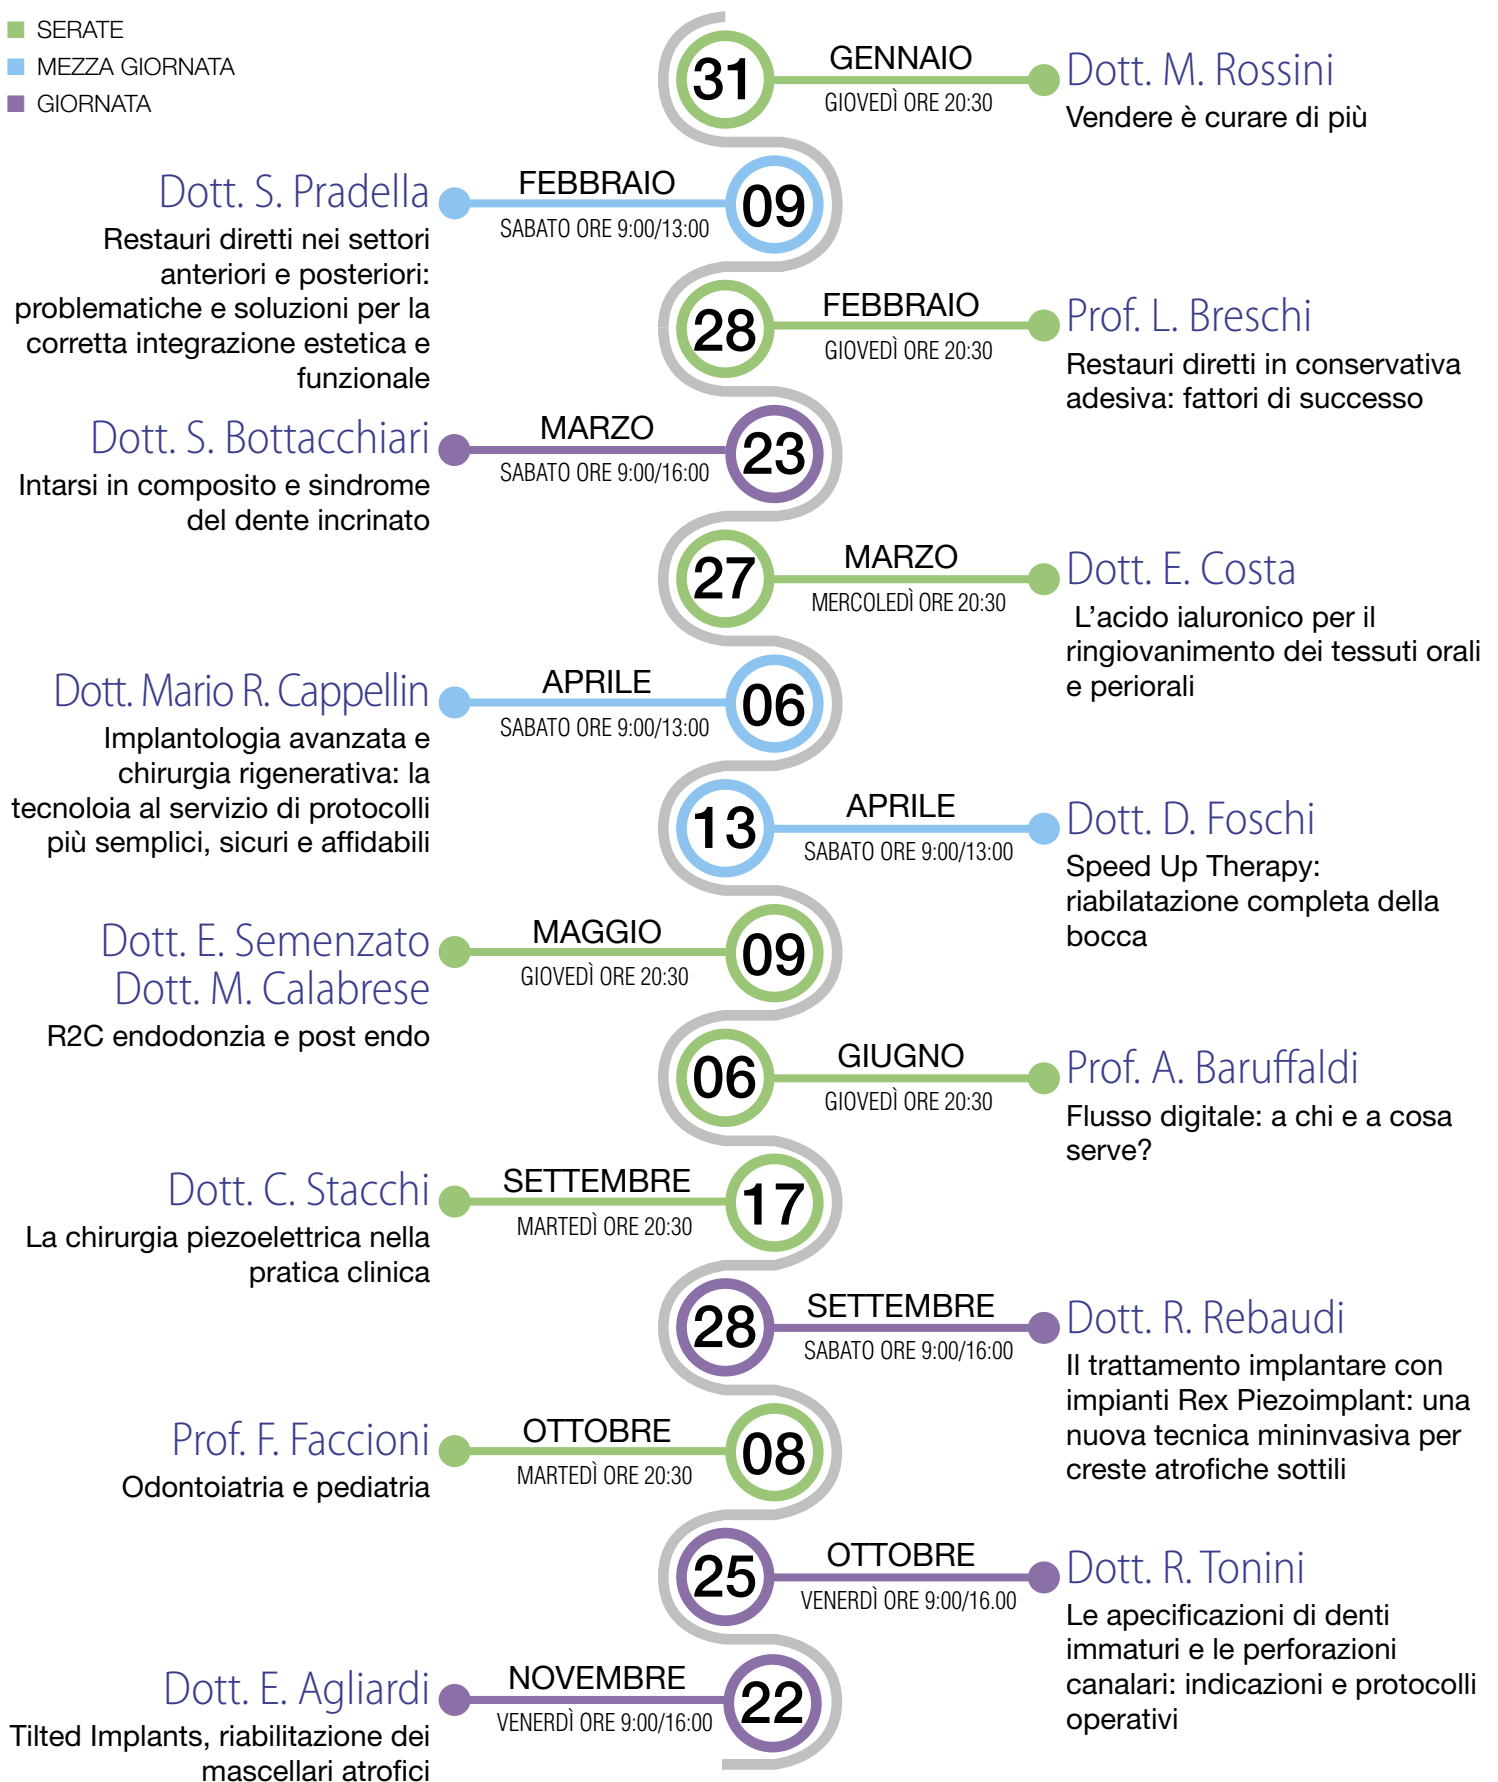 SERATE
MEZZA GIORNATA
GIORNATA
31
GENNAIO
GIOVEDÌ ORE 20:30
Dott. M. Rossini
Vendere è curare di più
Dott. S. Pradella
Restauri diretti nei settori
anteriori e posteriori:
problematiche e soluzioni per la
corretta integrazione estetica e
funzionale
FEBBRAIO
SABATO ORE 9:00/13:00
09
28
FEBBRAIO
GIOVEDÌ ORE 20:30
Prof. L. Breschi
Restauri diretti in conservativa
adesiva: fattori di successo
Dott. S. Bottacchiari
Intarsi in composito e sindrome
del dente incrinato
MARZO
SABATO ORE 9:00/16:00
23
27
MARZO
MERCOLEDÌ ORE 20:30
Dott. E. Costa
L’acido ialuronico per il
ringiovanimento dei tessuti orali
e periorali
Dott. Mario R. Cappellin
Implantologia avanzata e
chirurgia rigenerativa: la
tecnoloia al servizio di protocolli
più semplici, sicuri e affidabili
APRILE
SABATO ORE 9:00/13:00
06
13
APRILE
SABATO ORE 9:00/13:00
Dott. D. Foschi
Speed Up Therapy:
riabilatazione completa della
bocca
Dott. E. Semenzato
Dott. M. Calabrese
R2C endodonzia e post endo
MAGGIO
GIOVEDÌ ORE 20:30
09
06
GIUGNO
GIOVEDÌ ORE 20:30
Prof. A. Baruffaldi
Flusso digitale: a chi e a cosa
serve?
Dott. C. Stacchi
La chirurgia piezoelettrica nella
pratica clinica
SETTEMBRE
MARTEDÌ ORE 20:30
17
28
SETTEMBRE
SABATO ORE 9:00/16:00
Dott. R. Rebaudi
Il trattamento implantare con
impianti Rex Piezoimplant: una
nuova tecnica mininvasiva per
creste atrofiche sottili
Prof. F. Faccioni
Odontoiatria e pediatria
OTTOBRE
MARTEDÌ ORE 20:30
08
25
OTTOBRE
VENERDÌ ORE 9:00/16.00
Dott. R. Tonini
Le apecificazioni di denti
immaturi e le perforazioni
canalari: indicazioni e protocolli
operativi
Dott. E. Agliardi
Tilted Implants, riabilitazione dei
mascellari atrofici
NOVEMBRE
VENERDÌ ORE 9:00/16:00
22